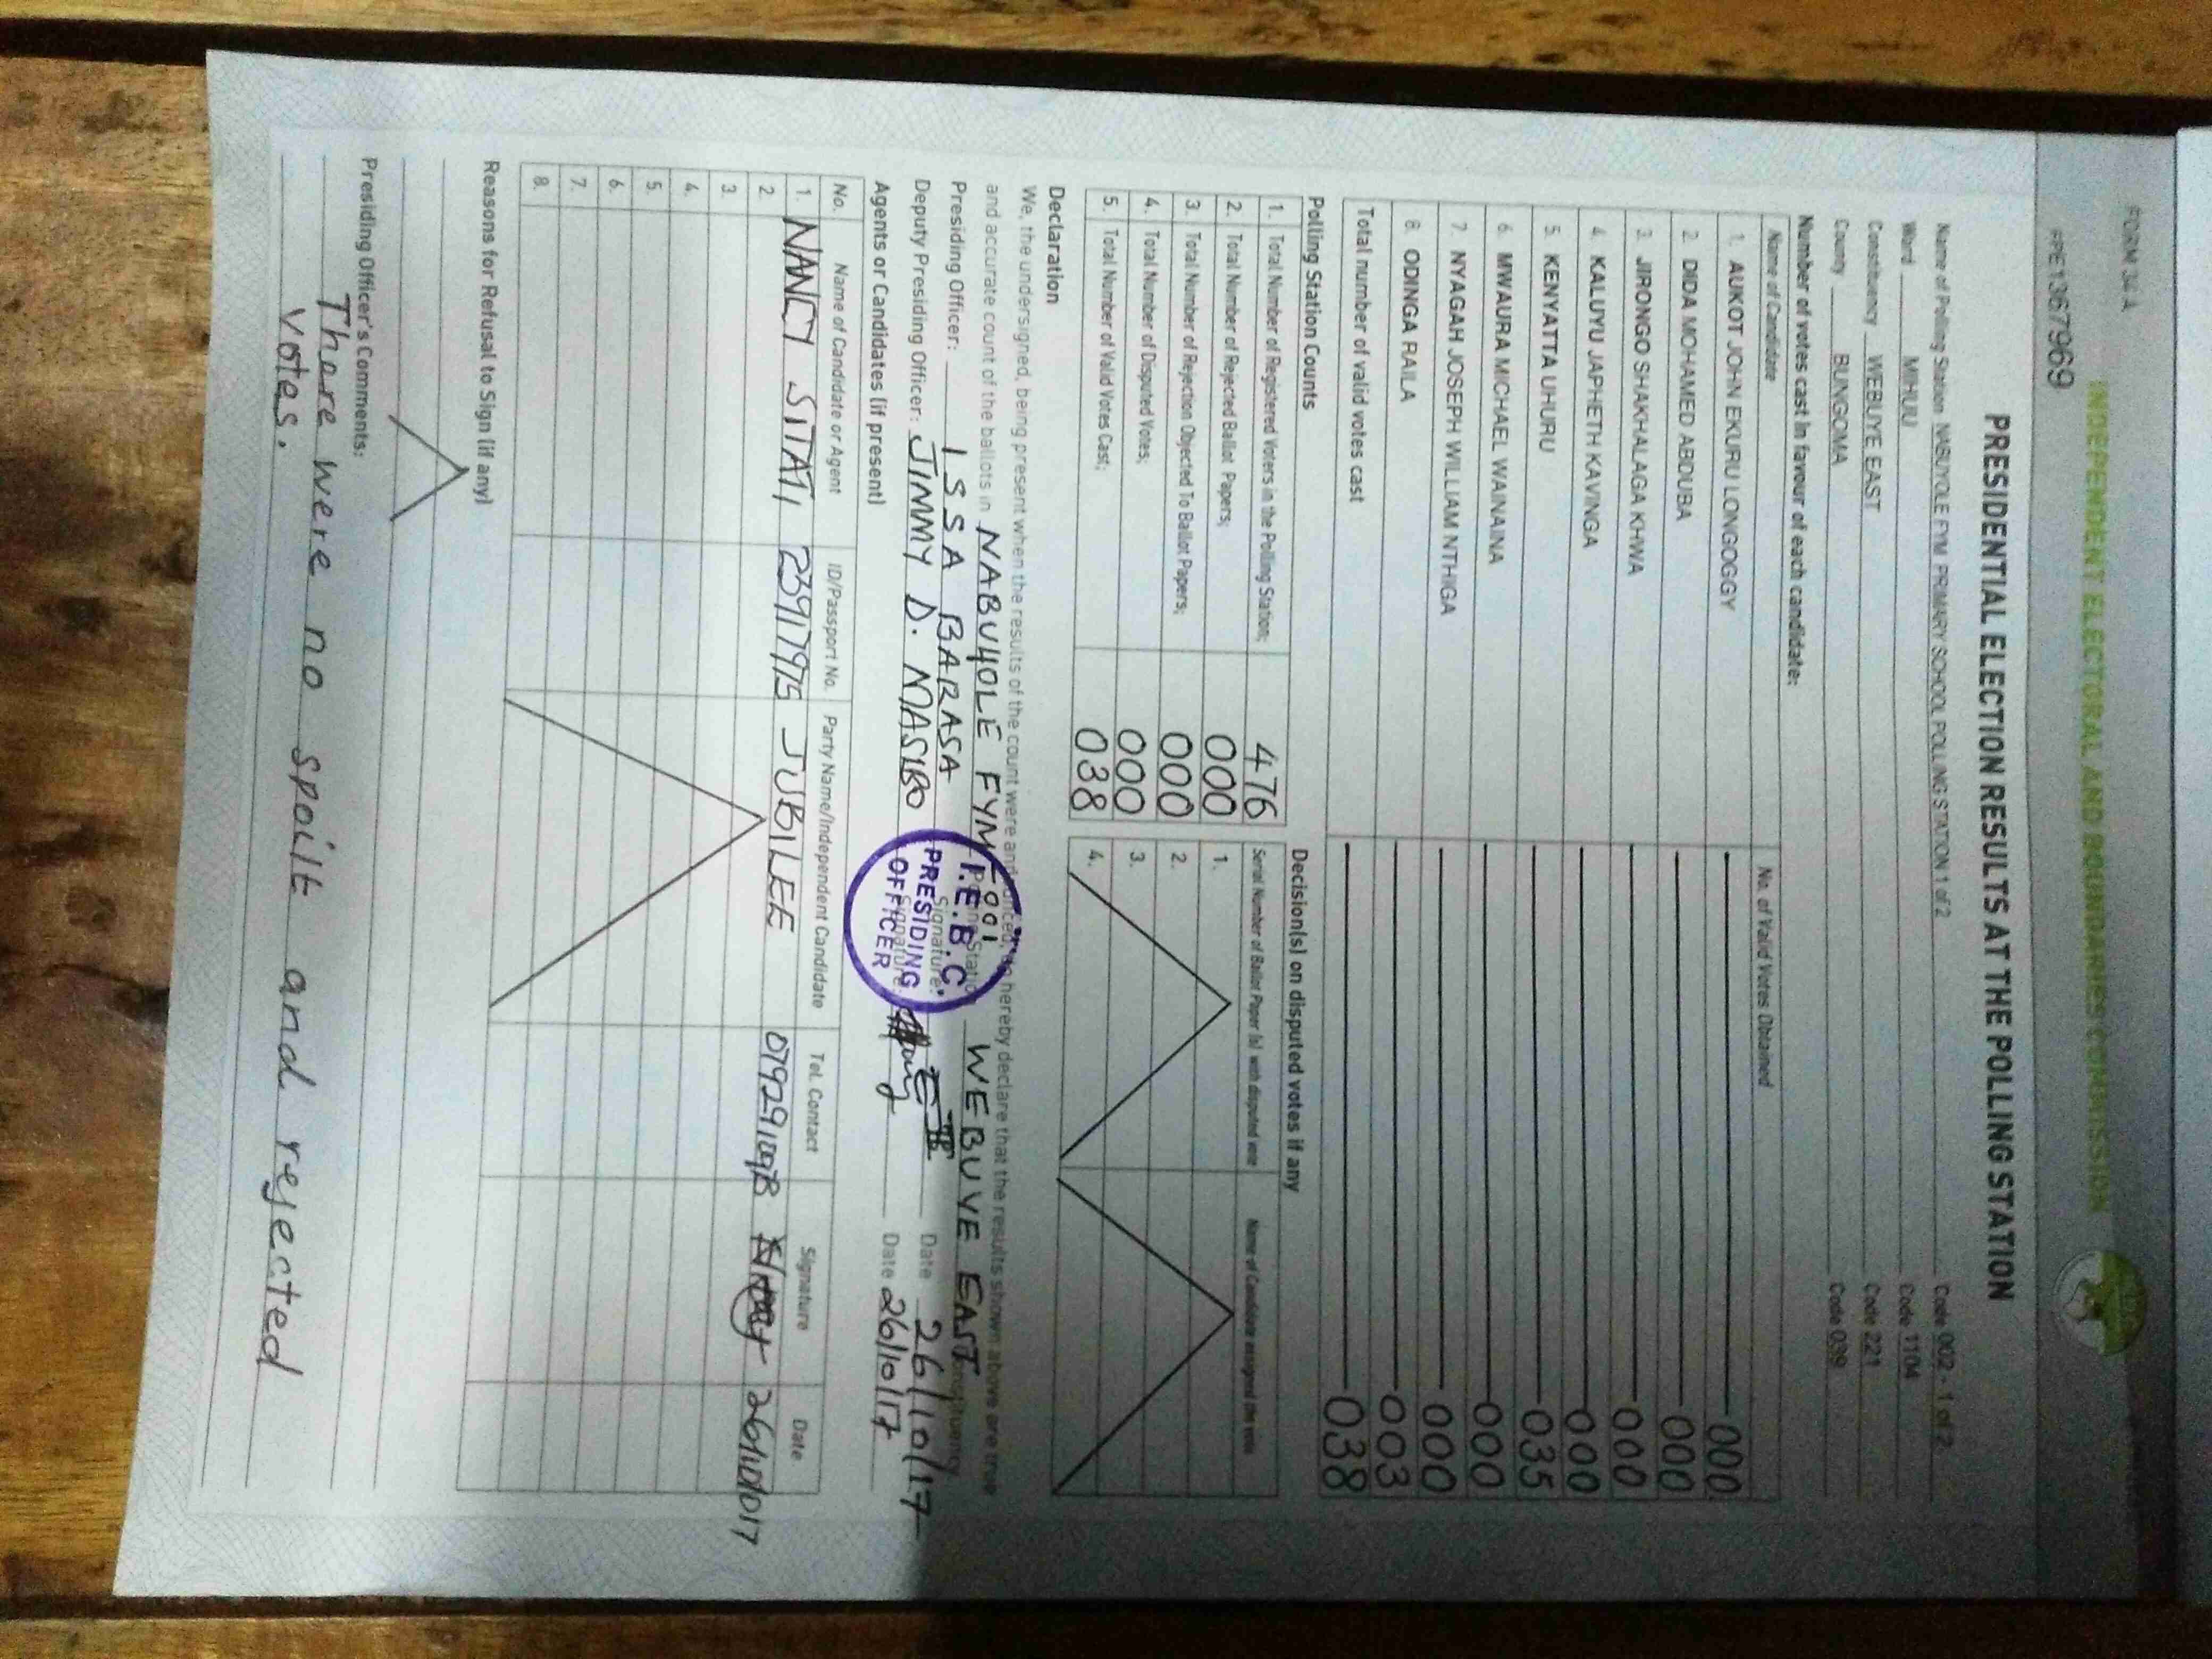 FORM 34 A
INDEPENDENT ELECTORAL AND BOUNDARIES COMMISSION
PPE1367969
PRESIDENTIAL ELECTION RESULTS AT THE POLLING STATION
Name of Polling Station NABUYOLE FYM PRIMARY SCHOOL POLLING STATION 1 of 2 Code 002 - 1 of 2
Ward MIHUU Code 1104
Constituency WEBUYE EAST Code 221
County BUNGOMA Code 039
Number of votes cast in favour of each candidate:
Name of Candidate No. of Valid Votes Obtained
1. AUKOT JOHN EKURU LONGOGGY 000
2. DIDA MOHAMED ABDUBA 000
3. JIRONGO SHAKHALAGA KHWA 000
4. KALUYU JAPHETH KAVINGA 000
5. KENYATTA UHURU 035
6. MWAURA MICHAEL WAINAINA 000
7. NYAGAH JOSEPH WILLIAM NTHIGA 000
8. ODINGA RAILA 003
Total number of valid votes cast 038
Polling Station Counts
1. Total Number of Registered Voters in the Polling Station; 476
2. Total Number of Rejected Ballot Papers; 000
3. Total Number of Rejection Objected To Ballot Papers; 000
4. Total Number of Disputed Votes; 000
5. Total Number of Valid Votes Cast; 038
Decision(s) on disputed votes if any
Serial Number of Ballot Paper (s) with disputed vote Name of Candidate assigned the vote
1.
2.
3.
4.
Declaration
We, the undersigned, being present when the results of the count were announced, do hereby declare that the results shown above are true
and accurate count of the ballots in NABUYOLE FYM 001 Polling Station WEBUYE EAST Constituency
Presiding Officer: ISSA BARASA Signature: Date 26/10/17
Deputy Presiding Officer: JIMMY D. MASIBO Signature: Date 26/10/17
I.E.B.C.
PRESIDING
OFFICER
Agents or Candidates (if present)
No. Name of Candidate or Agent ID/Passport No. Party Name/Independent Candidate Tel. Contact Signature Date
1. NANCY SITATI 23917975 JUBILEE
2.
3.
4.
5.
6.
7.
8.
Reasons for Refusal to Sign (if any)
Presiding Officer's Comments:
There were no spoilt and rejected
votes.